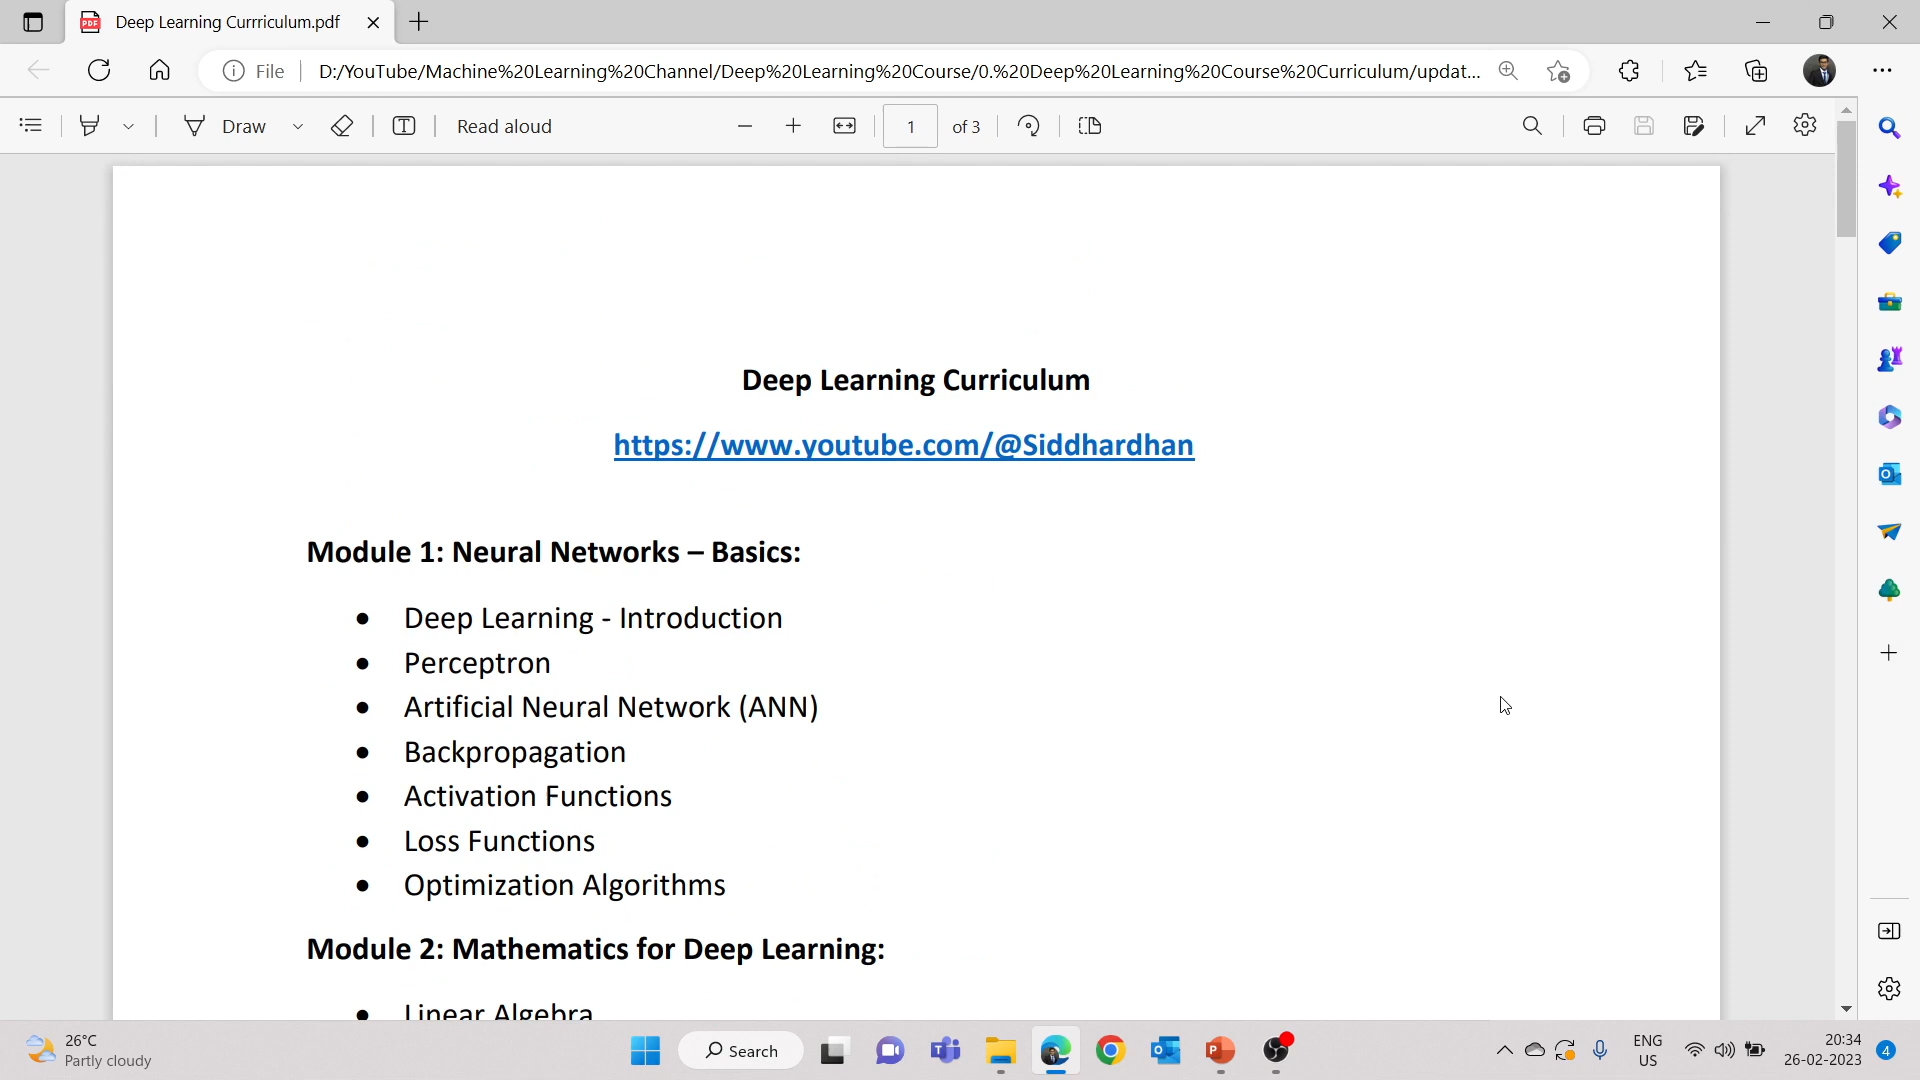 Deep Learning Currriculum.pdf
File
D:/YouTube/Machine%20Learning%20Channel/Deep%20Learning%20Course/0.%20Deep%20Learning%20Course%20Curriculum/updat...
Draw
Read aloud
1
of 3
Deep Learning Curriculum
https://www.youtube.com/@Siddhardhan
Module 1: Neural Networks – Basics:
• Deep Learning - Introduction
• Perceptron
• Artificial Neural Network (ANN)
• Backpropagation
• Activation Functions
• Loss Functions
• Optimization Algorithms
Module 2: Mathematics for Deep Learning:
• Linear Algebra
26°C
Partly cloudy
Search
ENG
US
20:34
26-02-2023
4